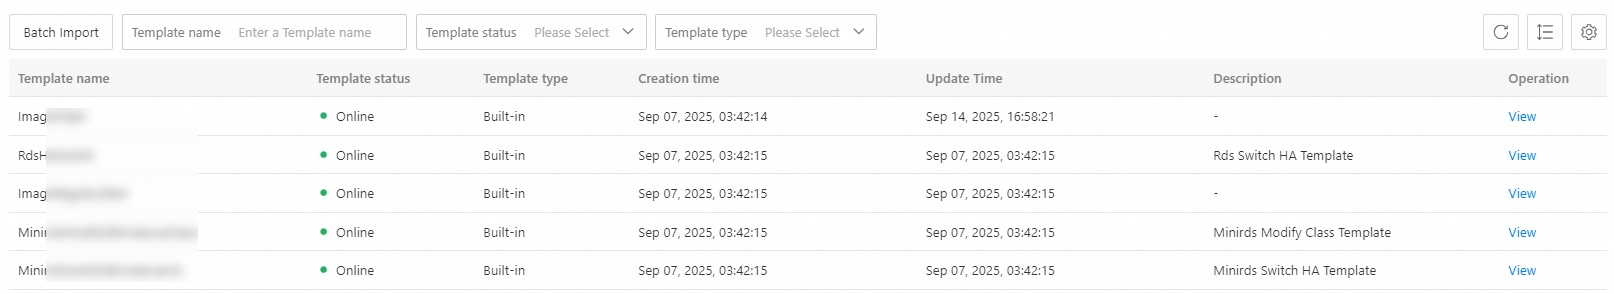 Batch Import Template name Enter a Template name Template status Please Select Template type Please Select
Template name Template status Template type Creation time Update Time Description Operation
Online Built-in Sep 07, 2025, 03:42:14 Sep 14, 2025, 16:58:21 - View
Online Built-in Sep 07, 2025, 03:42:15 Sep 07, 2025, 03:42:15 Rds Switch HA Template View
Online Built-in Sep 07, 2025, 03:42:15 Sep 07, 2025, 03:42:15 - View
Online Built-in Sep 07, 2025, 03:42:15 Sep 07, 2025, 03:42:15 Minirds Modify Class Template View
Online Built-in Sep 07, 2025, 03:42:15 Sep 07, 2025, 03:42:15 Minirds Switch HA Template View